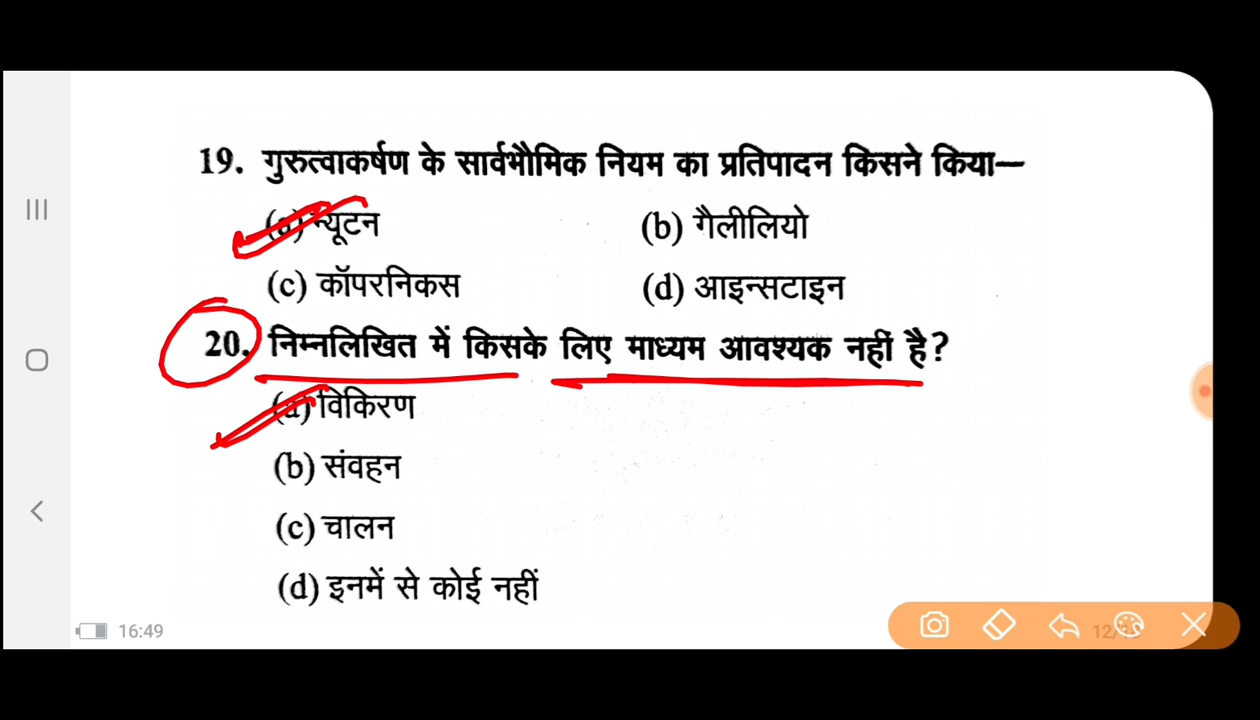 19. गुरुत्वाकर्षण के सार्वभौमिक नियम का प्रतिपादन किसने किया—
(a) न्यूटन (b) गैलीलियो
(c) कॉपरनिकस (d) आइन्सटाइन
20. निम्नलिखित में किसके लिए माध्यम आवश्यक नहीं है?
(a) विकिरण
(b) संवहन
(c) चालन
(d) इनमें से कोई नहीं
16:49